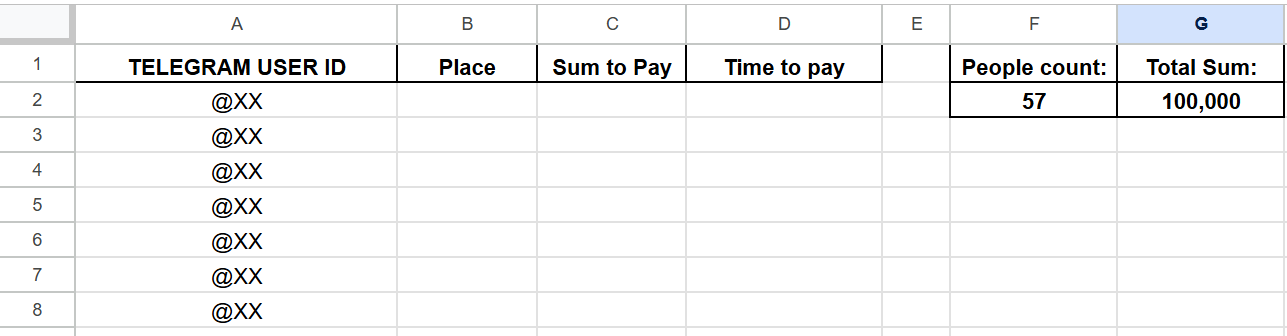 A B C D E F G
1 TELEGRAM USER ID Place Sum to Pay Time to pay People count: Total Sum:
2 @XX 57 100,000
3 @XX
4 @XX
5 @XX
6 @XX
7 @XX
8 @XX